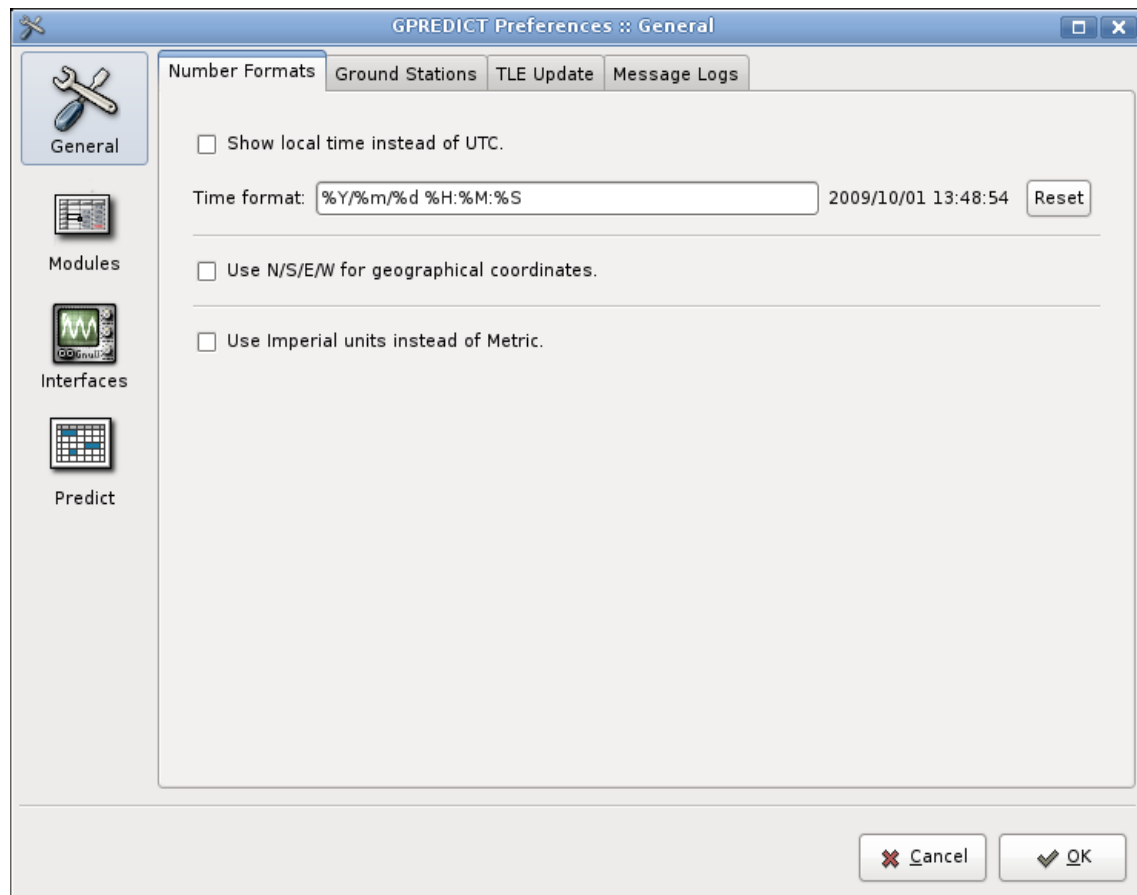 GPREDICT Preferences :: General
General
Modules
Interfaces
Predict
Number Formats
Ground Stations
TLE Update
Message Logs
Show local time instead of UTC.
Time format: %Y/%m/%d %H:%M:%S 2009/10/01 13:48:54 Reset
Use N/S/E/W for geographical coordinates.
Use Imperial units instead of Metric.
Cancel
OK